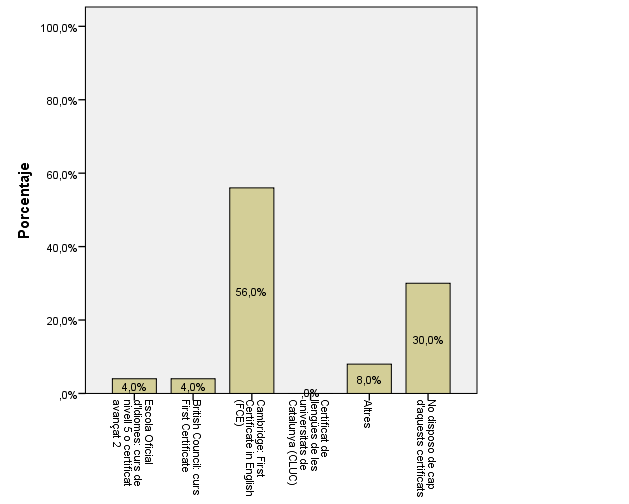 Porcentaje
100,0%
80,0%
60,0%
40,0%
20,0%
,0%
4,0%
4,0%
56,0%
0%
8,0%
30,0%
Escola Oficial
d'Idiomes: curs de
nivell 5 o certificat
avançat 2
British Council: curs
First Certificate
Cambridge: First
Certificate in English
(FCE)
Certificat de
llengües de les
universitats de
Catalunya (CLUC)
Altres
No disposo de cap
d'aquests certificats